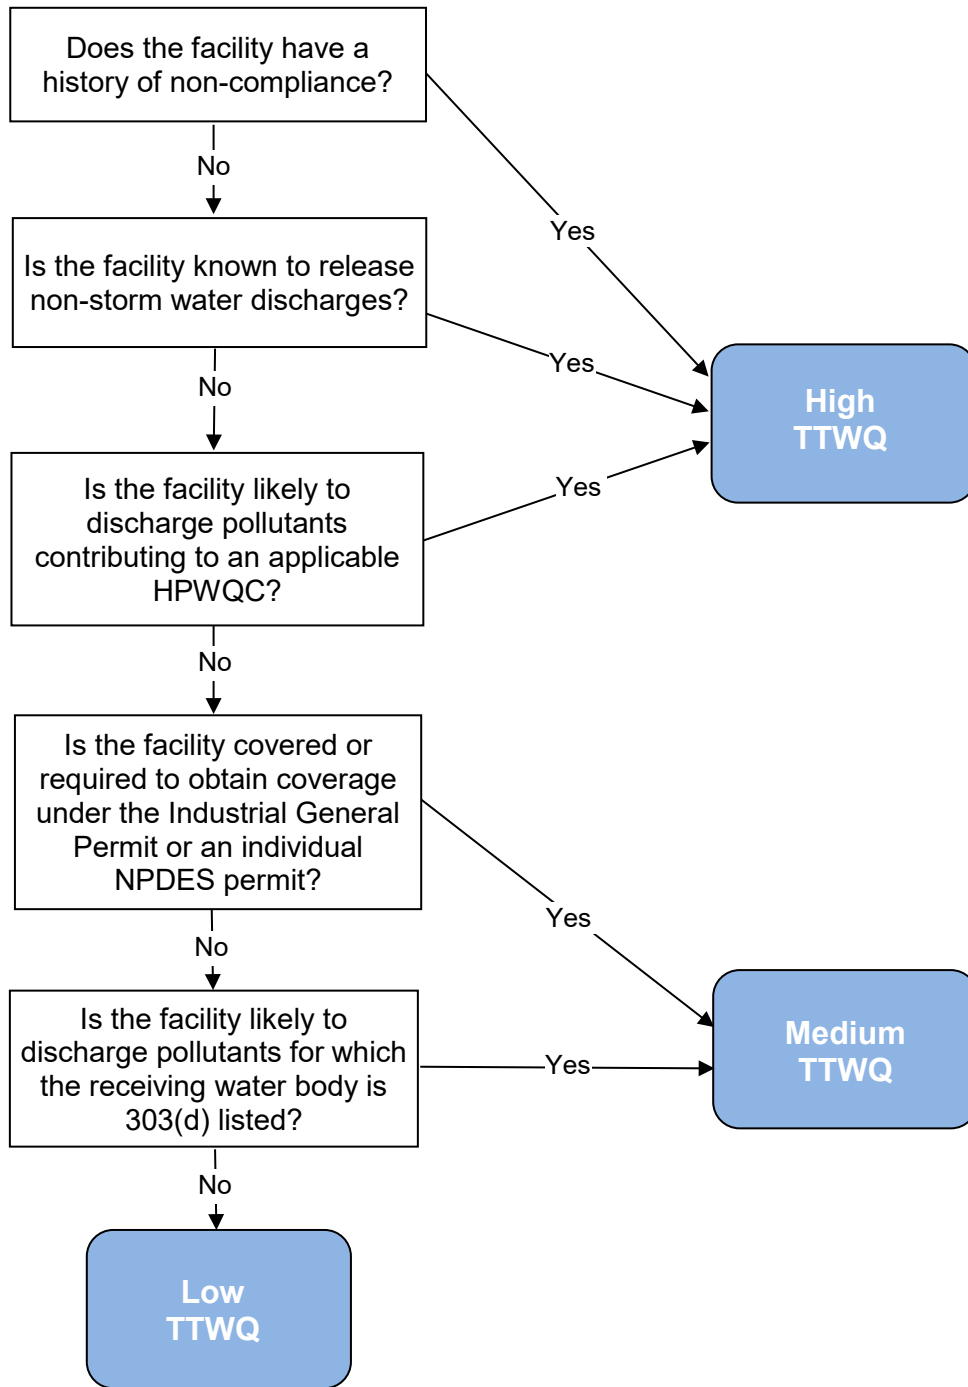 Does the facility have a
history of non-compliance?
No
Yes
Is the facility known to release
non-storm water discharges?
Yes
No
High
TTWQ
Is the facility likely to
discharge pollutants
contributing to an applicable
HPWQC?
Yes
No
Is the facility covered or
required to obtain coverage
under the Industrial General
Permit or an individual
NPDES permit?
Yes
No
Is the facility likely to
discharge pollutants for which
the receiving water body is
303(d) listed?
Yes
Medium
TTWQ
No
Low
TTWQ